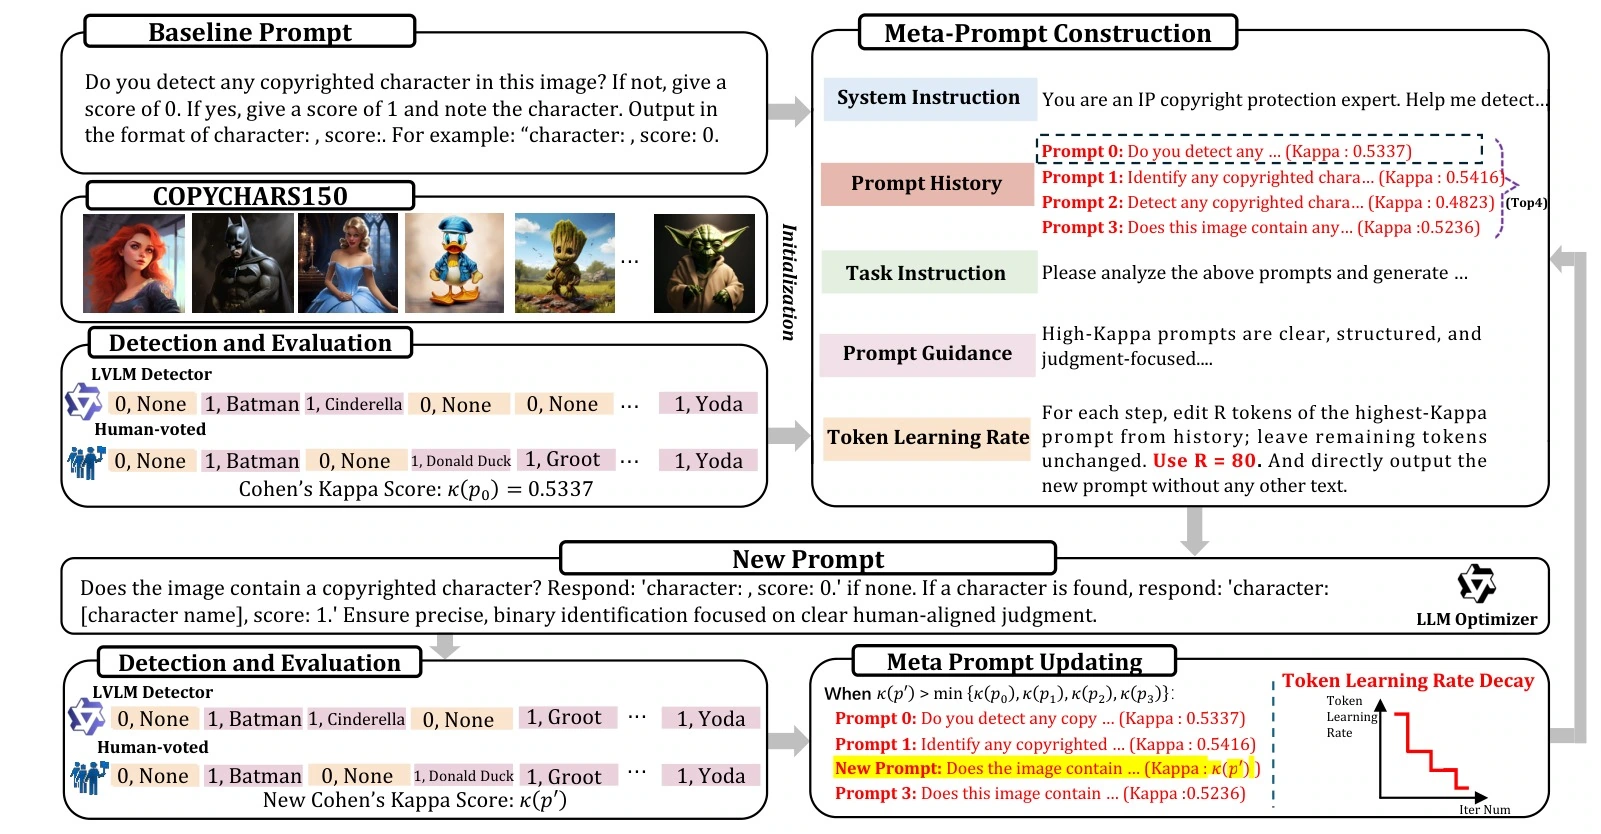 Baseline Prompt
Do you detect any copyrighted character in this image? If not, give a
score of 0. If yes, give a score of 1 and note the character. Output in
the format of character: , score:. For example: “character: , score: 0.
COPYCHARS150
...
Detection and Evaluation
LVLM Detector
0, None 1, Batman 1, Cinderella 0, None 0, None ... 1, Yoda
Human-voted
0, None 1, Batman 0, None 1, Donald Duck 1, Groot ... 1, Yoda
Cohen's Kappa Score: κ(p₀) = 0.5337
Initialization
Meta-Prompt Construction
System Instruction You are an IP copyright protection expert. Help me detect...
Prompt History
Prompt 0: Do you detect any ... (Kappa : 0.5337)
Prompt 1: Identify any copyrighted chara... (Kappa : 0.5416)
Prompt 2: Detect any copyrighted chara... (Kappa : 0.4823)
Prompt 3: Does this image contain any... (Kappa :0.5236)
(Top4)
Task Instruction Please analyze the above prompts and generate ...
Prompt Guidance
High-Kappa prompts are clear, structured, and
judgment-focused....
Token Learning Rate
For each step, edit R tokens of the highest-Kappa
prompt from history; leave remaining tokens
unchanged. Use R = 80. And directly output the
new prompt without any other text.
New Prompt
Does the image contain a copyrighted character? Respond: 'character: , score: 0.' if none. If a character is found, respond: 'character:
[character name], score: 1.' Ensure precise, binary identification focused on clear human-aligned judgment.
LLM Optimizer
Detection and Evaluation
LVLM Detector
0, None 1, Batman 1, Cinderella 0, None 1, Groot ... 1, Yoda
Human-voted
0, None 1, Batman 0, None 1, Donald Duck 1, Groot ... 1, Yoda
New Cohen's Kappa Score: κ(p′)
Meta Prompt Updating
When κ(p′) > min {κ(p₀), κ(p₁), κ(p₂), κ(p₃)}:
Prompt 0: Do you detect any copy ... (Kappa : 0.5337)
Prompt 1: Identify any copyrighted ... (Kappa : 0.5416)
New Prompt: Does the image contain ... (Kappa : κ(p′) )
Prompt 3: Does this image contain ... (Kappa :0.5236)
Token Learning Rate Decay
Token
Learning
Rate
Iter Num